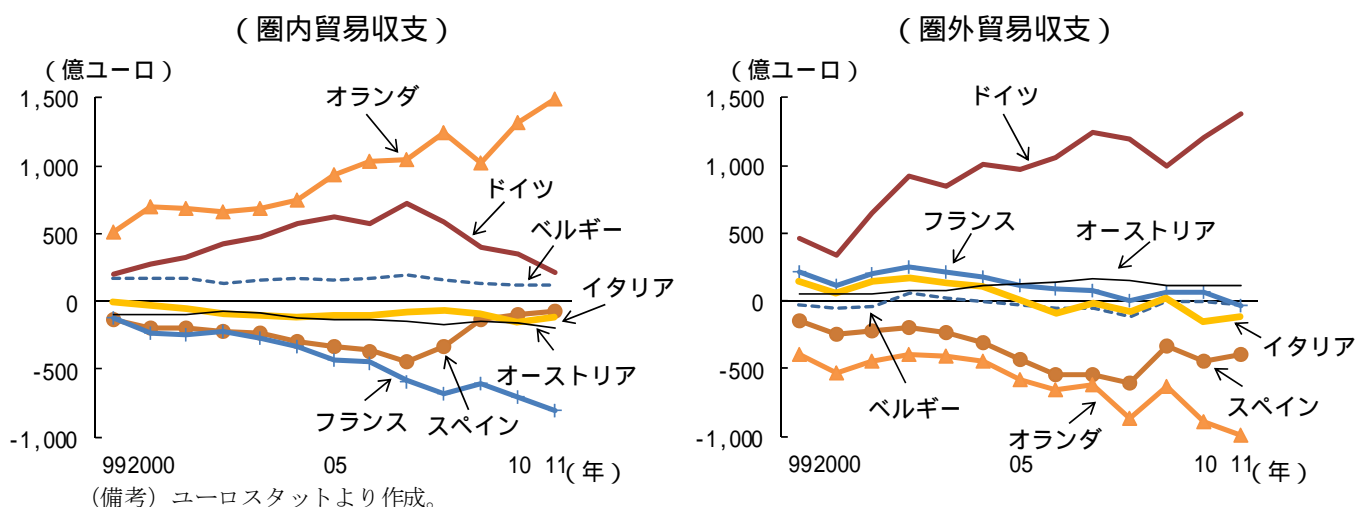 （圏内貿易収支）
（億ユーロ）
1,500
1,000
500
0
-500
-1,000
オランダ
ドイツ
ベルギー
イタリア
オーストリア
フランス
スペイン
992000 05 10 11（年）
（圏外貿易収支）
（億ユーロ）
1,500
1,000
500
0
-500
-1,000
ドイツ
フランス
オーストリア
イタリア
ベルギー
スペイン
オランダ
992000 05 10 11（年）
（備考）ユーロスタットより作成。